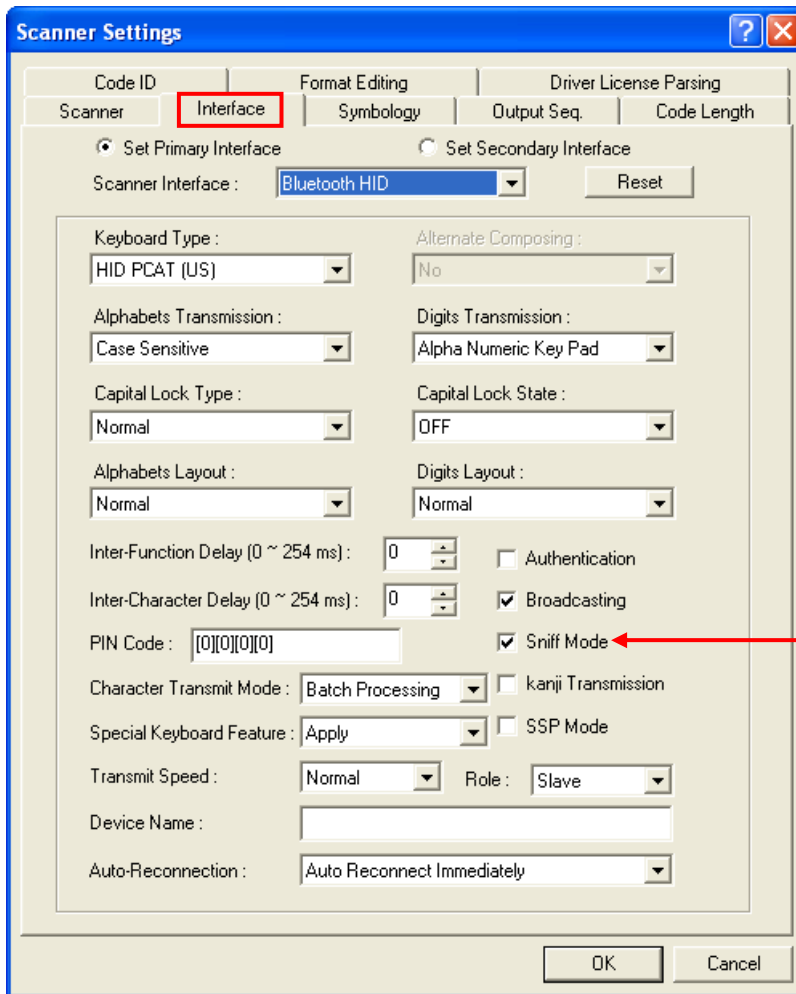 Scanner Settings
Code ID Format Editing Driver License Parsing
Scanner Interface Symbology Output Seq. Code Length
Set Primary Interface Set Secondary Interface
Scanner Interface : Bluetooth HID Reset
Keyboard Type : Alternate Composing :
HID PCAT (US) No
Alphabets Transmission : Digits Transmission :
Case Sensitive Alpha Numeric Key Pad
Capital Lock Type : Capital Lock State :
Normal OFF
Alphabets Layout : Digits Layout :
Normal Normal
Inter-Function Delay (0 ~ 254 ms) : 0 Authentication
Inter-Character Delay (0 ~ 254 ms) : 0 Broadcasting
PIN Code : [0][0][0][0] Sniff Mode
Character Transmit Mode : Batch Processing kanji Transmission
Special Keyboard Feature : Apply SSP Mode
Transmit Speed : Normal Role : Slave
Device Name :
Auto-Reconnection : Auto Reconnect Immediately
OK Cancel